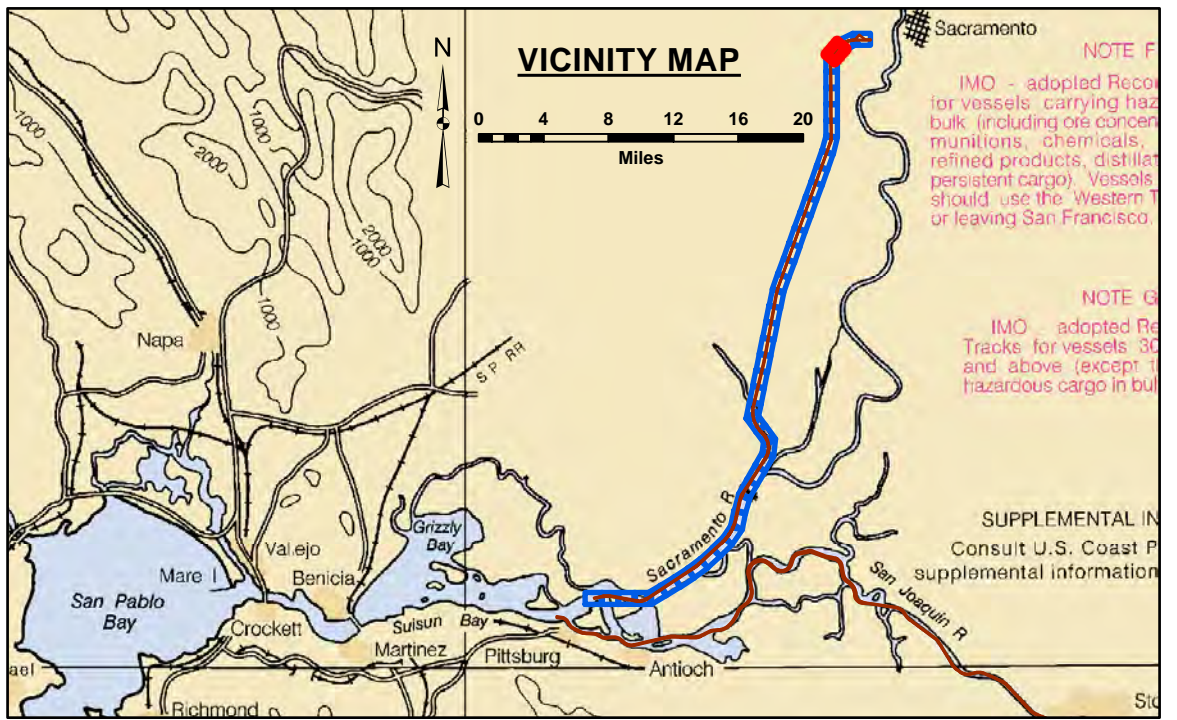 VICINITY MAP
N
0 4 8 12 16 20
Miles
Sacramento
NOTE F
IMO - adopted Recor
for vessels carrying haz
bulk (including ore concen
munitions, chemicals,
refined products, distillat
persistent cargo). Vessels
should use the Western T
or leaving San Francisco.
NOTE G
IMO - adopted Re
Tracks for vessels 30
and above (except t
hazardous cargo in bul
SUPPLEMENTAL IN
Consult U.S. Coast P
supplemental information
1000
2000
1000
1000
2000
1000
1000
Napa
S P RR
Sacramento R
Grizzly
Bay
Vallejo
Mare I
Benicia
San Pablo
Bay
Crockett
Suisun Bay
Martinez
Pittsburg
Antioch
San Joaquin R
ael
Richmond
Sto